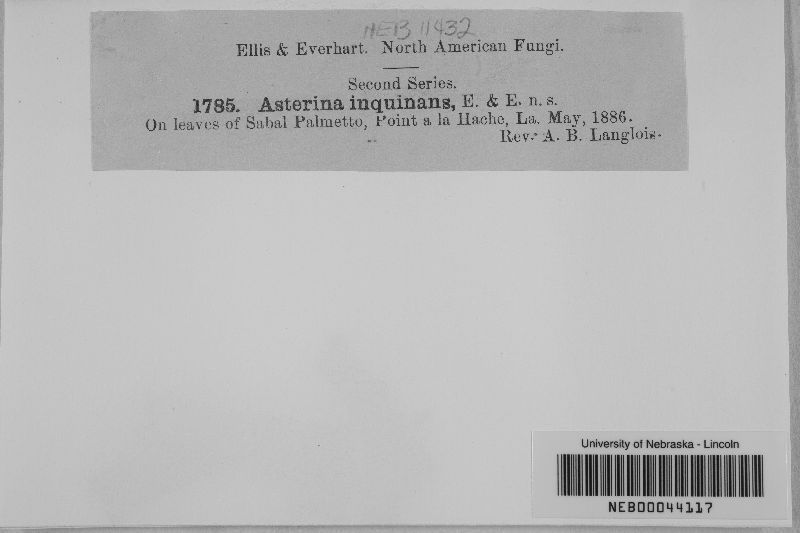 NEB 11432
Ellis & Everhart. North American Fungi.
Second Series.
1785. Asterina inquinans, E. & E. n. s.
On leaves of Sabal Palmetto, Point a la Hache, La. May, 1886.
Rev. A. B. Langlois.
University of Nebraska - Lincoln
NEB00044117